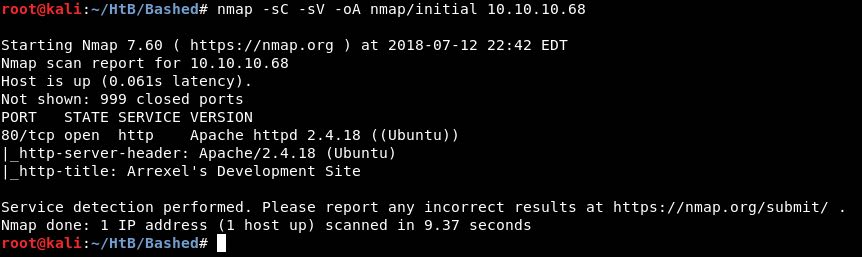 root@kali:~/HtB/Bashed# nmap -sC -sV -oA nmap/initial 10.10.10.68
Starting Nmap 7.60 ( https://nmap.org ) at 2018-07-12 22:42 EDT
Nmap scan report for 10.10.10.68
Host is up (0.061s latency).
Not shown: 999 closed ports
PORT   STATE SERVICE VERSION
80/tcp open  http    Apache httpd 2.4.18 ((Ubuntu))
|_http-server-header: Apache/2.4.18 (Ubuntu)
|_http-title: Arrexel's Development Site
Service detection performed. Please report any incorrect results at https://nmap.org/submit/ .
Nmap done: 1 IP address (1 host up) scanned in 9.37 seconds
root@kali:~/HtB/Bashed#